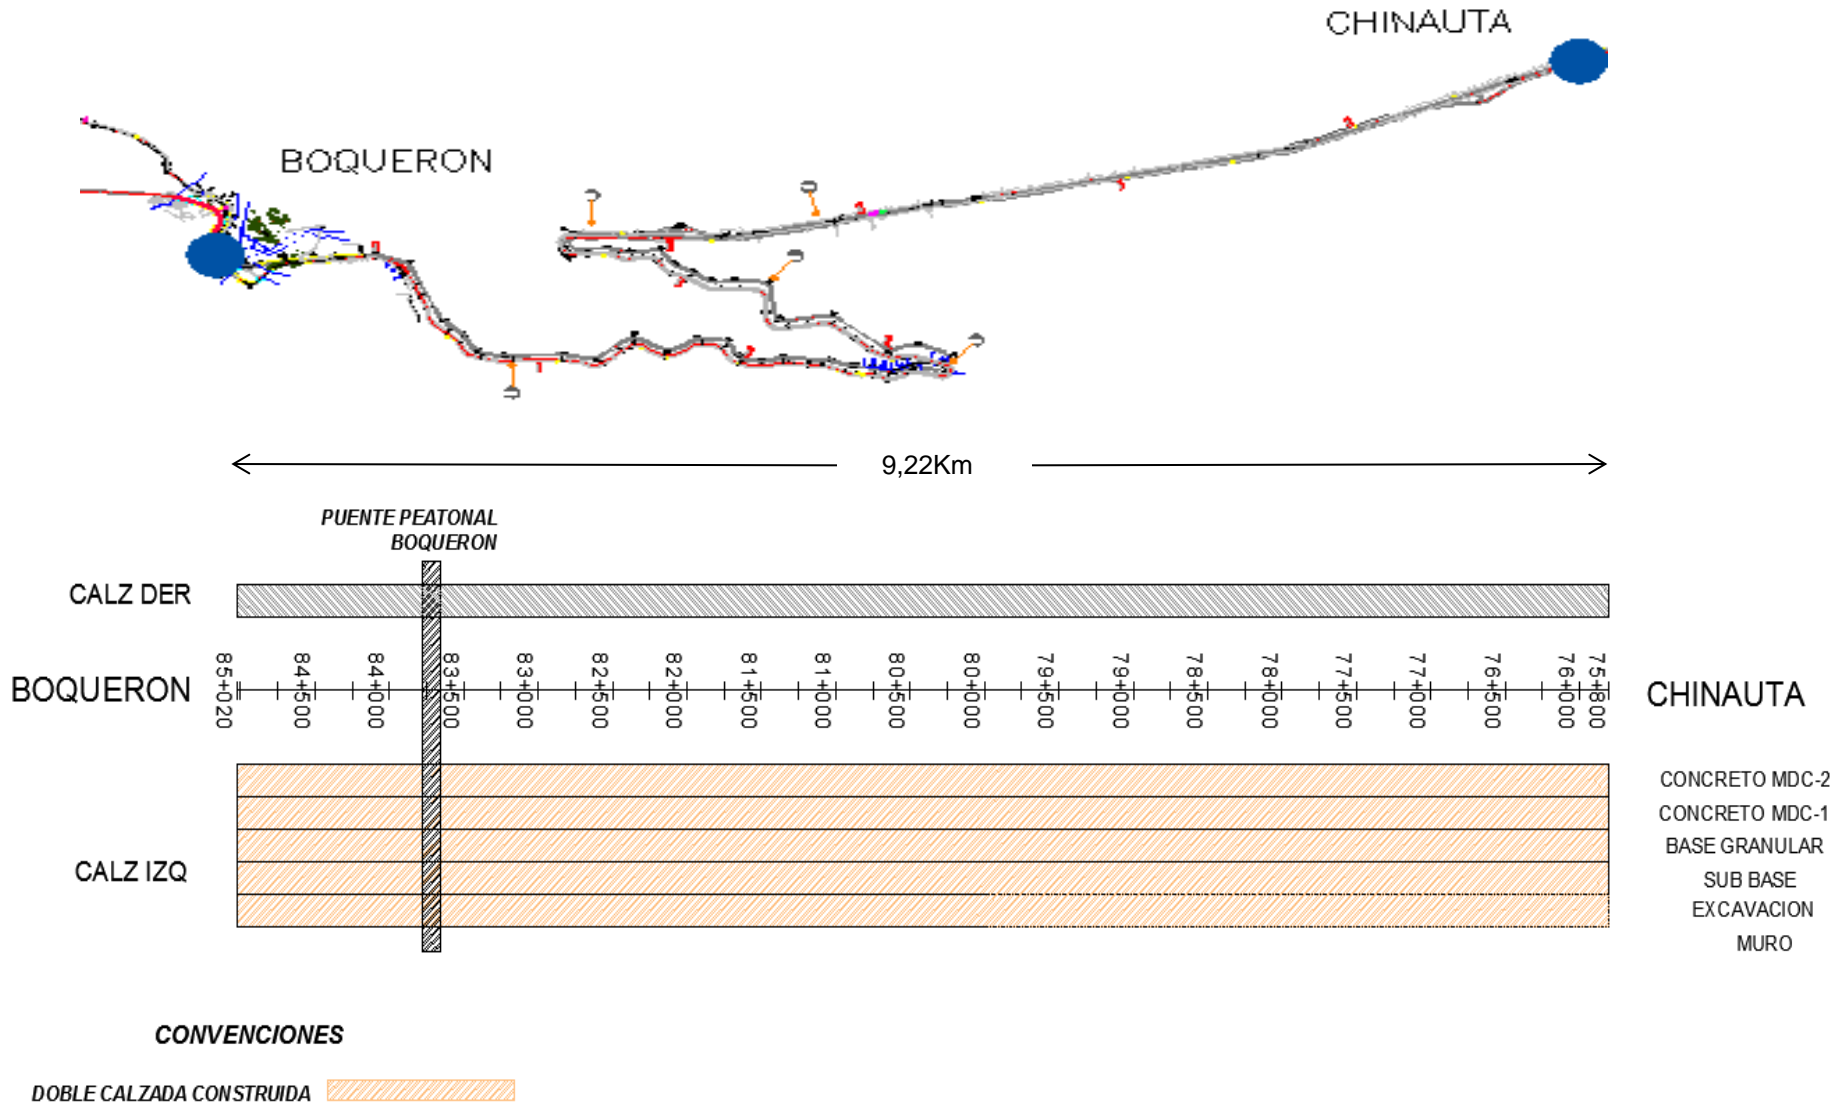 CHINAUTA
BOQUERON
9,22Km
PUENTE PEATONAL
BOQUERON
CALZ DER
BOQUERON
85+020
84+500
84+000
83+500
83+000
82+500
82+000
81+500
81+000
80+500
80+000
79+500
79+000
78+500
78+000
77+500
77+000
76+500
76+000
75+800
CHINAUTA
CALZ IZQ
CONCRETO MDC-2
CONCRETO MDC-1
BASE GRANULAR
SUB BASE
EXCAVACION
MURO
CONVENCIONES
DOBLE CALZADA CONSTRUIDA